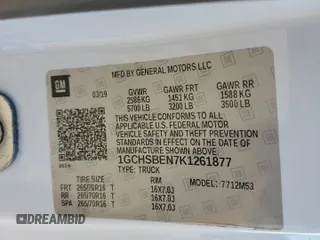 GM
03/19
MFD BY GENERAL MOTORS LLC
GVWR GAWR FRT GAWR RR
2586KG 1451 KG 1588 KG
5700 LB 3200 LB 3500 LB
THIS VEHICLE CONFORMS TO ALL APPLICABLE U.S. FEDERAL MOTOR VEHICLE SAFETY, BUMPER, AND THEFT PREVENTION STANDARDS IN EFFECT ON THE DATE OF MANUFACTURE SHOWN ABOVE.
1GCHSBEN7K1261877
TYPE: TRUCK
TIRE SIZE RIM MODEL: 7712M53
FRT 265/70R16 T 16X7.0J
RR 265/70R16 T 16X7.0J
SPA 265/70R16 T 16X7.0J
DREAMBID